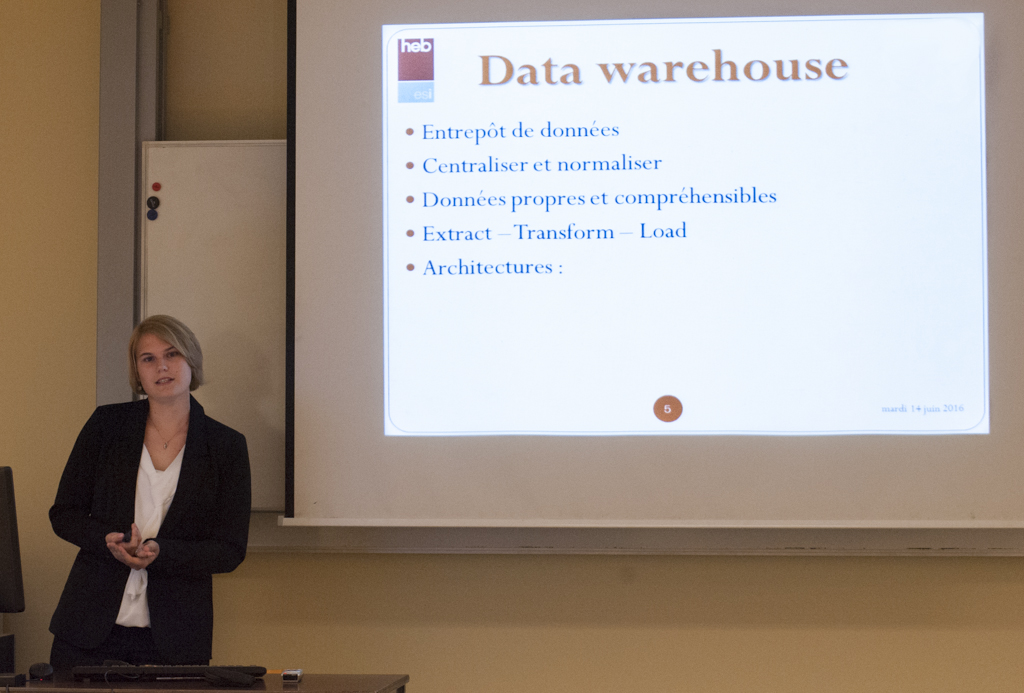 heb
esi
Data warehouse
• Entrepôt de données
• Centraliser et normaliser
• Données propres et compréhensibles
• Extract – Transform – Load
• Architectures :
5
mardi 14 juin 2016